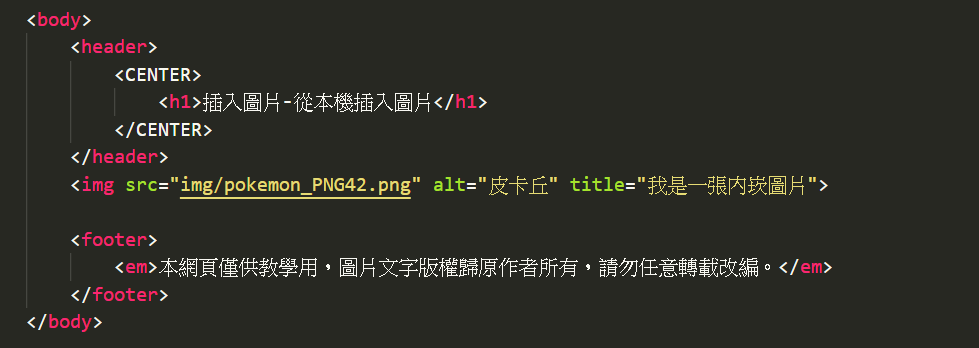 <body>
<header>
<CENTER>
<h1>插入圖片-從本機插入圖片</h1>
</CENTER>
</header>
<img src="img/pokemon_PNG42.png" alt="皮卡丘" title="我是一張內崁圖片">
<footer>
<em>本網頁僅供教學用，圖片文字版權歸原作者所有，請勿任意轉載改編。</em>
</footer>
</body>